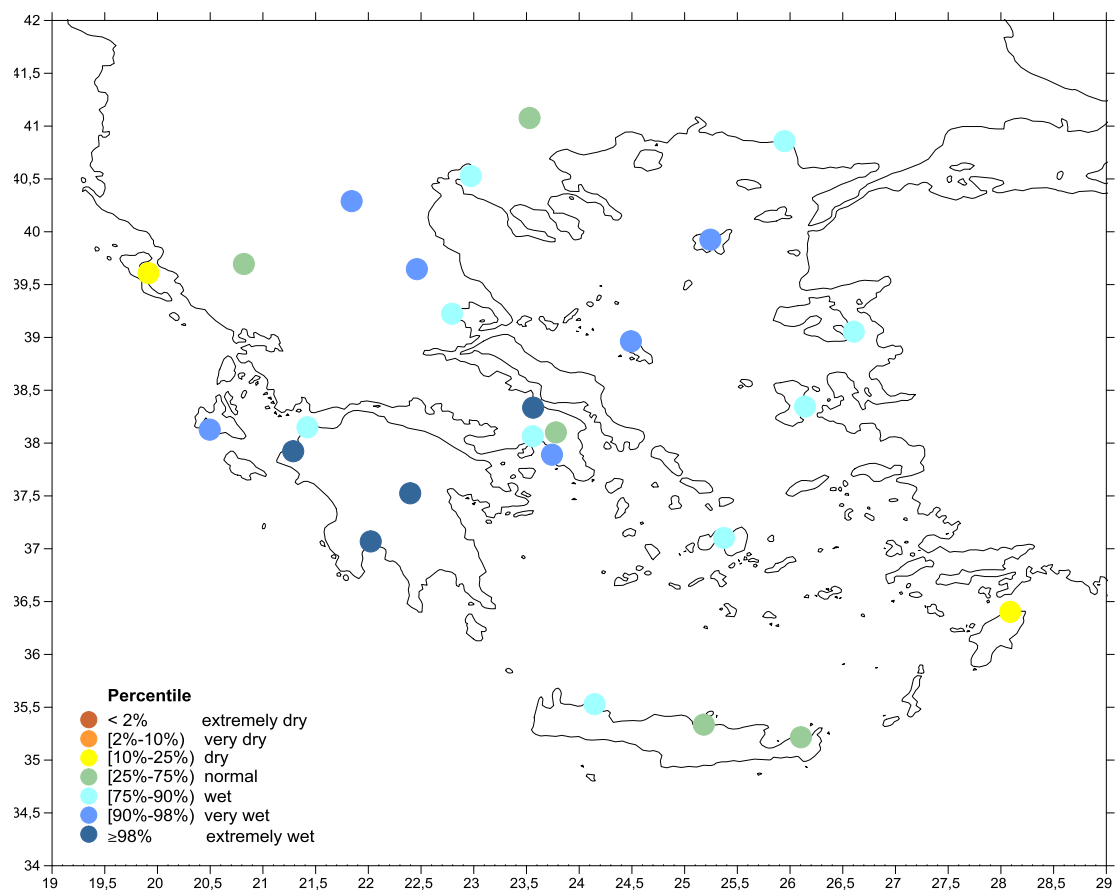 42
41,5
41
40,5
40
39,5
39
38,5
38
37,5
37
36,5
36
35,5
35
34,5
34
Percentile
< 2% extremely dry
[2%-10%) very dry
[10%-25%) dry
[25%-75%) normal
[75%-90%) wet
[90%-98%) very wet
≥98% extremely wet
19 19,5 20 20,5 21 21,5 22 22,5 23 23,5 24 24,5 25 25,5 26 26,5 27 27,5 28 28,5 29